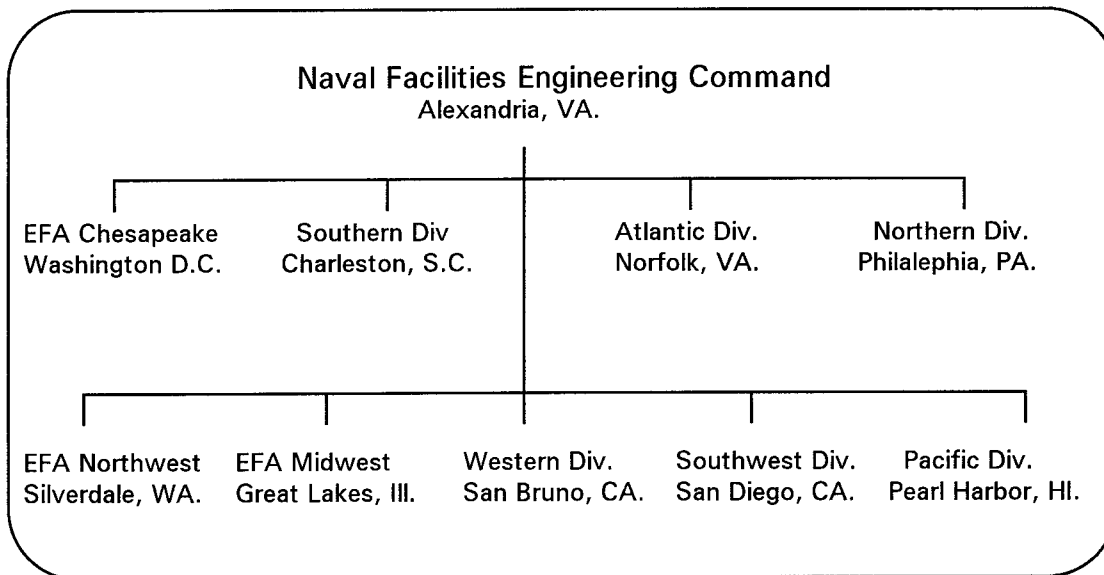 Naval Facilities Engineering Command
Alexandria, VA.
EFA Chesapeake
Washington D.C.
Southern Div
Charleston, S.C.
Atlantic Div.
Norfolk, VA.
Northern Div.
Philalephia, PA.
EFA Northwest
Silverdale, WA.
EFA Midwest
Great Lakes, Ill.
Western Div.
San Bruno, CA.
Southwest Div.
San Diego, CA.
Pacific Div.
Pearl Harbor, HI.